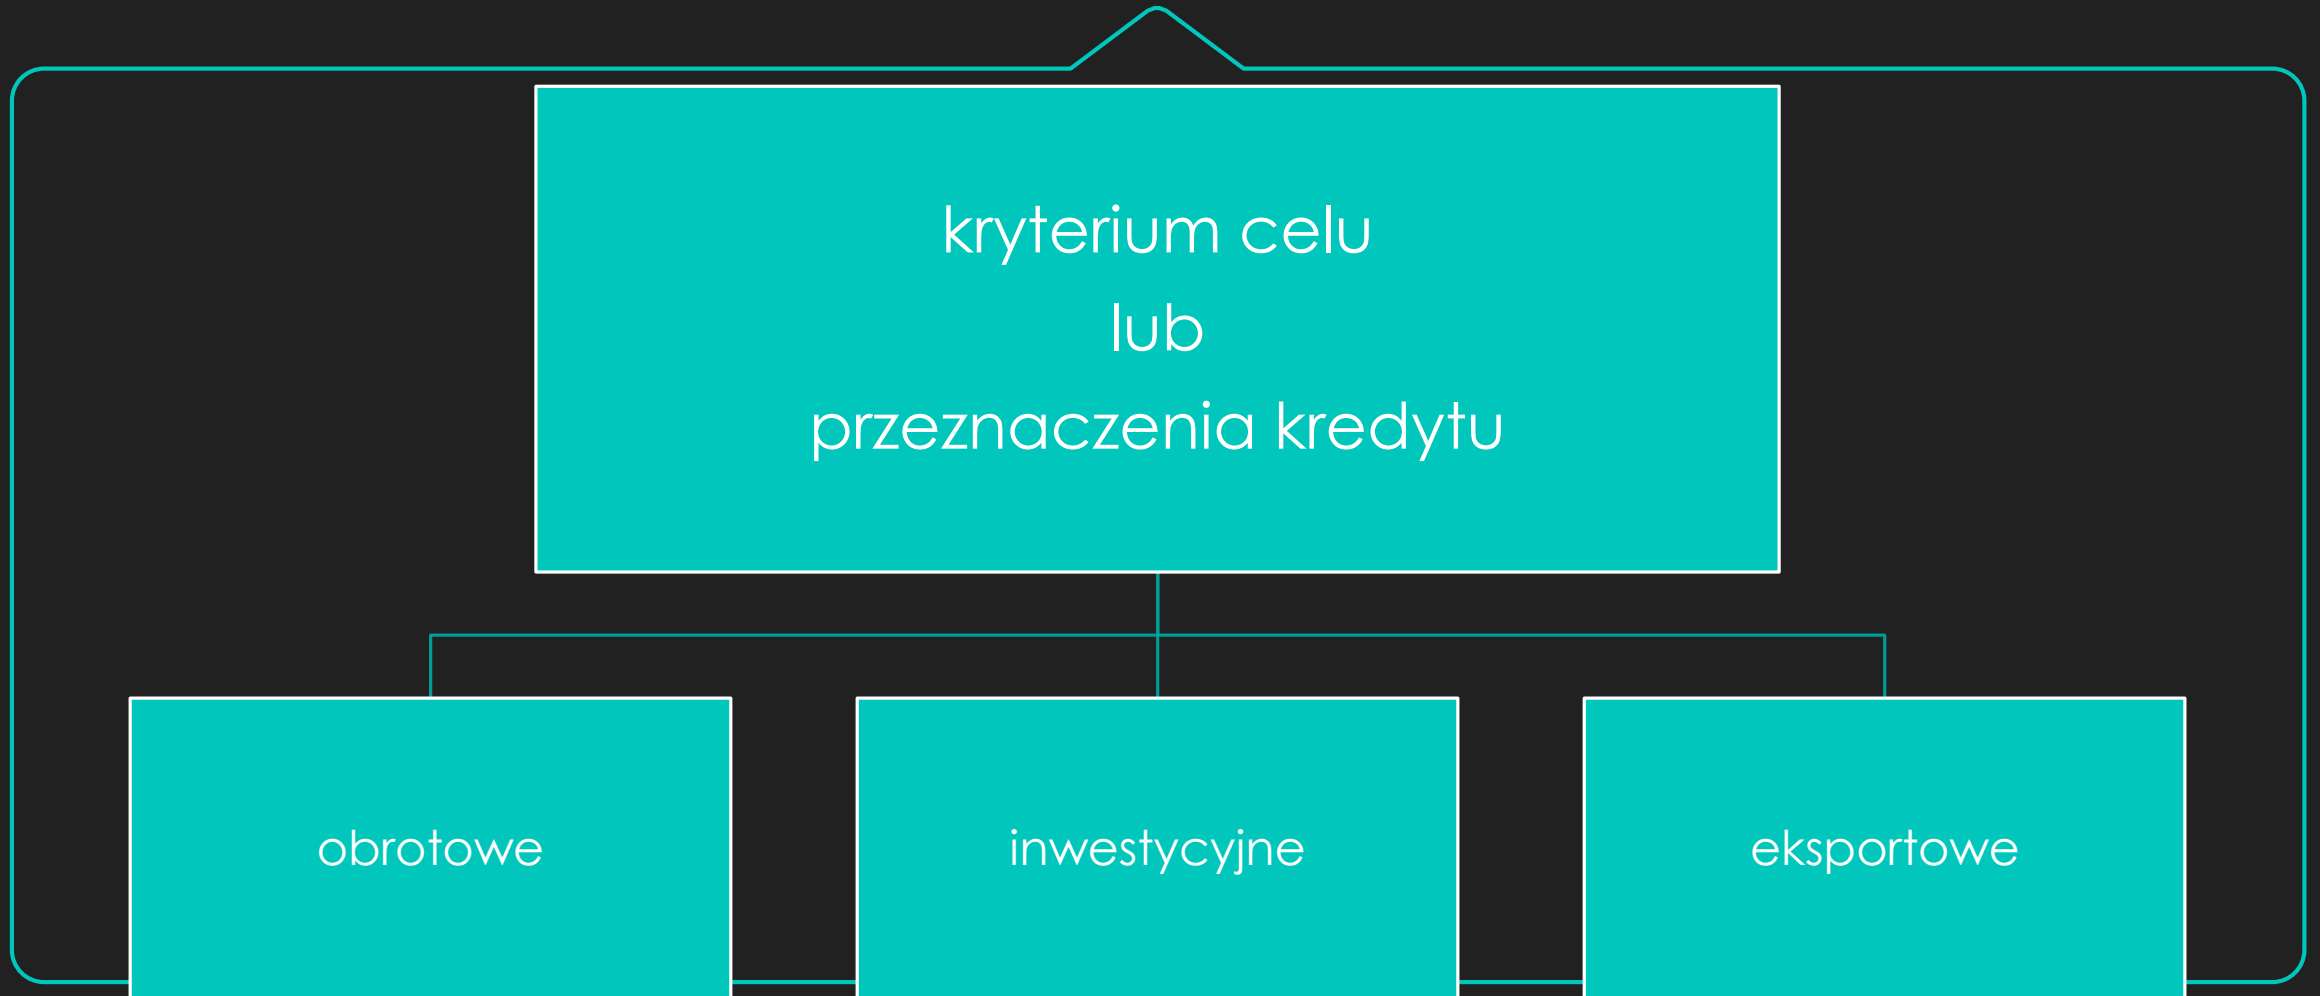 kryterium celu
lub
przeznaczenia kredytu
obrotowe
inwestycyjne
eksportowe